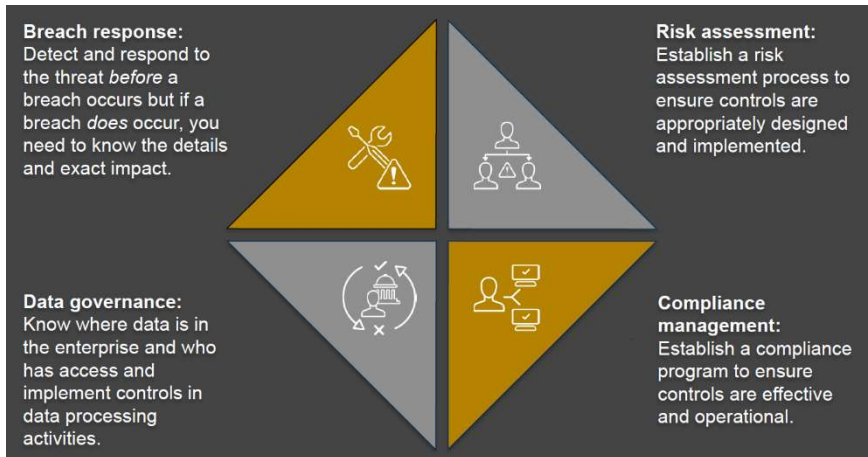 Breach response:
Detect and respond to
the threat before a
breach occurs but if a
breach does occur, you
need to know the details
and exact impact.
Risk assessment:
Establish a risk
assessment process to
ensure controls are
appropriately designed
and implemented.
Data governance:
Know where data is in
the enterprise and who
has access and
implement controls in
data processing
activities.
Compliance
management:
Establish a compliance
program to ensure
controls are effective
and operational.